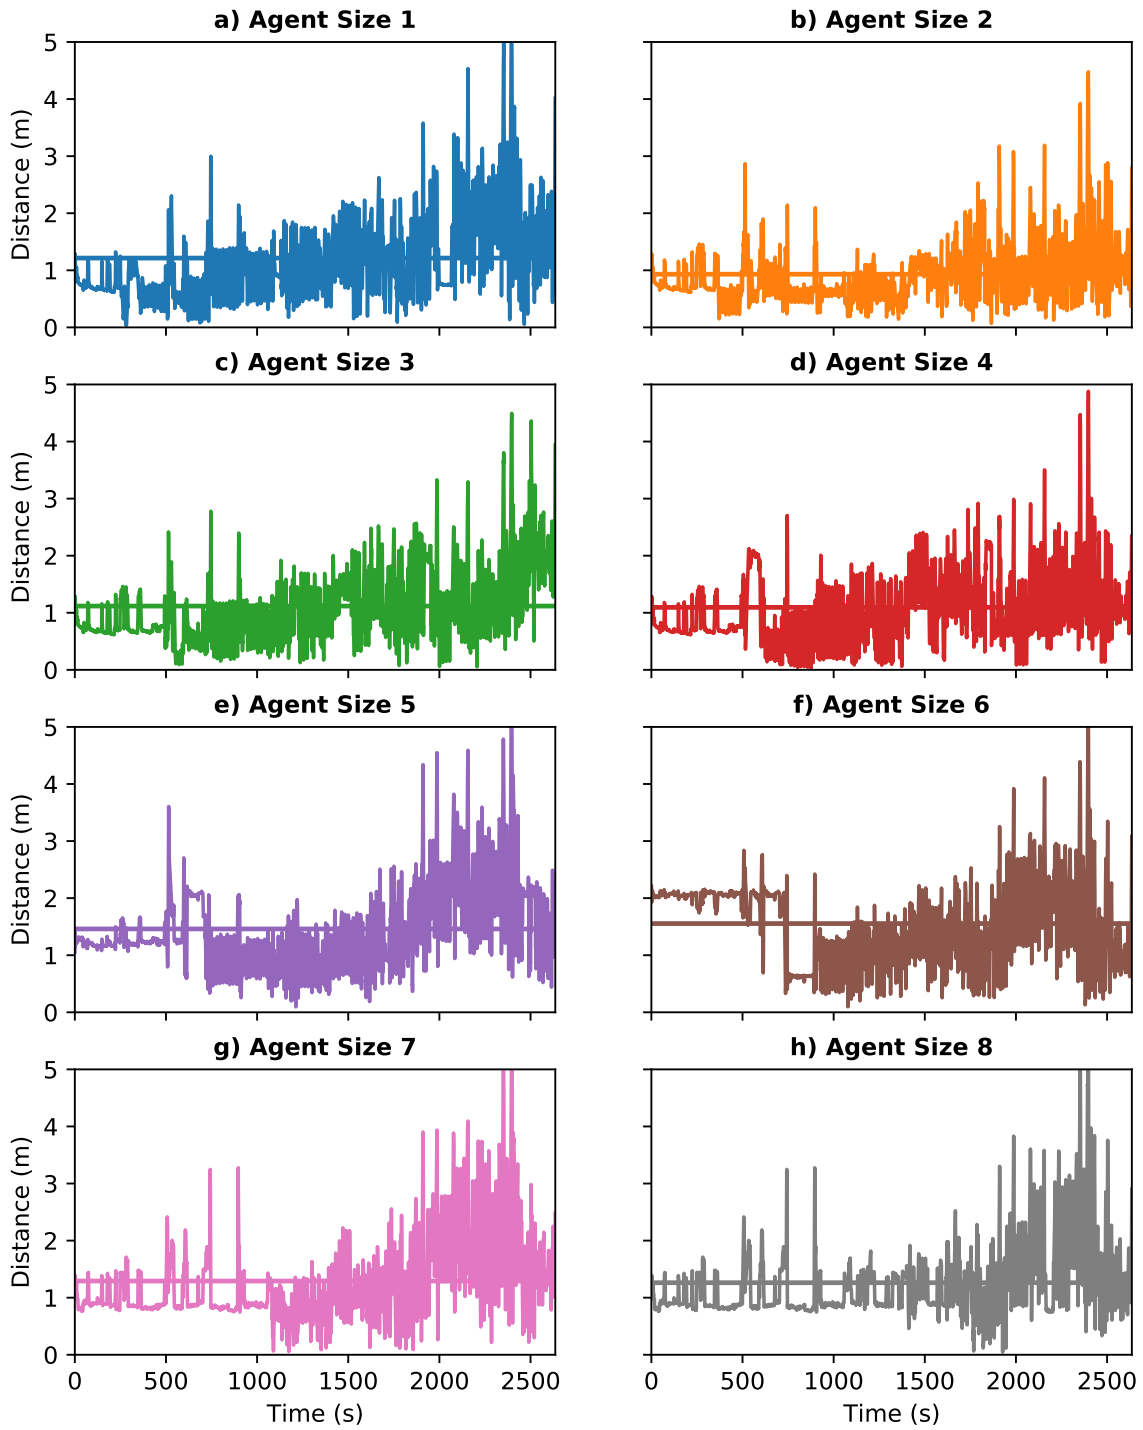 a) Agent Size 1
b) Agent Size 2
5
4
3
2
1
0
Distance (m)
c) Agent Size 3
d) Agent Size 4
5
4
3
2
1
0
Distance (m)
e) Agent Size 5
f) Agent Size 6
5
4
3
2
1
0
Distance (m)
g) Agent Size 7
h) Agent Size 8
5
4
3
2
1
0
Distance (m)
0 500 1000 1500 2000 2500
0 500 1000 1500 2000 2500
Time (s)
Time (s)